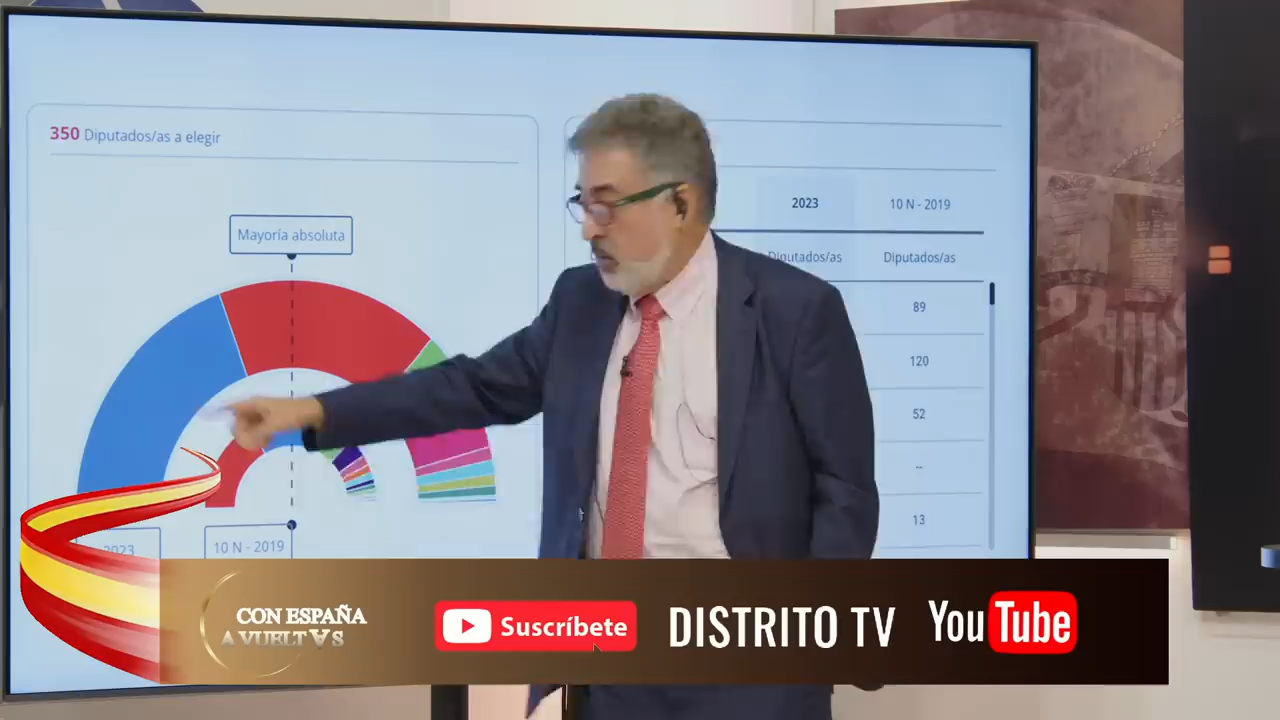 350 Diputados/as a elegir
Mayoría absoluta
2023
10 N - 2019
Diputados/as
Diputados/as
89
120
52
--
13
2023
10 N - 2019
CON ESPAÑA
A VUELTAS
Suscríbete
DISTRITO TV
YouTube